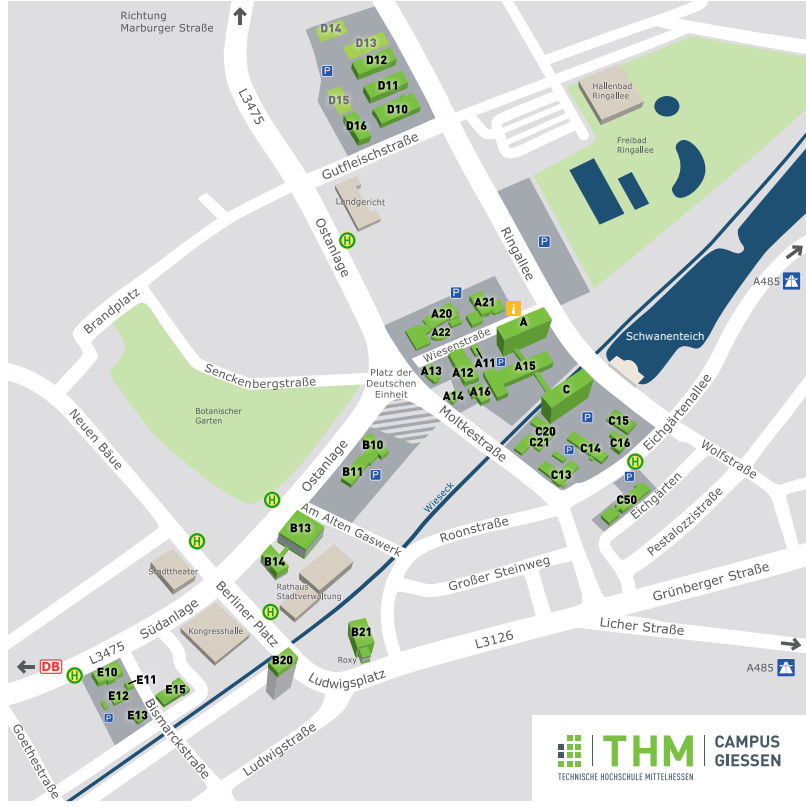 Richtung
Marburger Straße
D14
D13
D12
P
D11
D15
D10
D16
L3475
Gutfleischstraße
Hallenbad
Ringallee
Freibad
Ringallee
Landgericht
H
Ostanlage
Ringallee
P
A485
Brandplatz
P
A21
i
A20
A
A22
Wiesenstraße
Schwanenteich
A11
P
A15
A13
A12
Platz der
Deutschen
Einheit
Senckenbergstraße
A14
A16
C
Moltkestraße
Botanischer
Garten
Neuen Bäue
Eichgärtenallee
P
C15
C20
C21
C16
C14
P
C13
Wolfstraße
H
P
B10
B11
P
Ostanlage
Wieseck
C50
Eichgärten
Pestalozzistraße
H
Am Alten Gaswerk
Roonstraße
B13
H
B14
Stadttheater
Rathaus
Stadtverwaltung
Großer Steinweg
Grünberger Straße
Berliner Platz
H
Südanlage
Kongresshalle
B21
Roxy
L3126
Licher Straße
L3475
DB
H
E10
E11
E12
E15
E13
P
B20
Ludwigsplatz
A485
Bismarckstraße
Goethestraße
Ludwigstraße
THM
CAMPUS
GIESSEN
TECHNISCHE HOCHSCHULE MITTELHESSEN